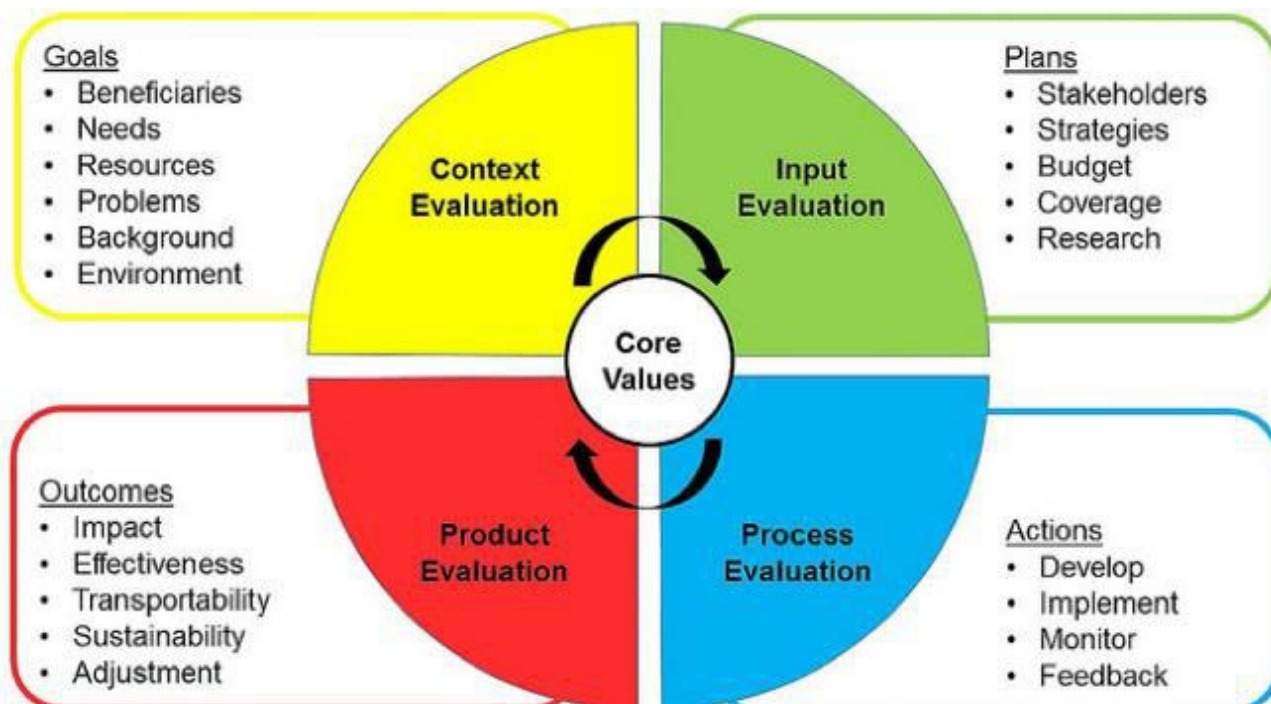 Goals
• Beneficiaries
• Needs
• Resources
• Problems
• Background
• Environment
Context
Evaluation
Input
Evaluation
Plans
• Stakeholders
• Strategies
• Budget
• Coverage
• Research
Core
Values
Outcomes
• Impact
• Effectiveness
• Transportability
• Sustainability
• Adjustment
Product
Evaluation
Process
Evaluation
Actions
• Develop
• Implement
• Monitor
• Feedback